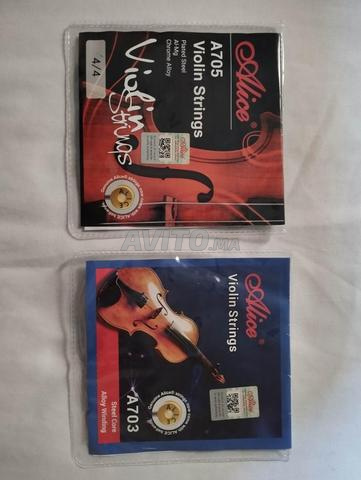 Alice®
A705
Violin Strings
Plated Steel
Al-Mg
Chrome Alloy
4/4
Violin
Strings
AVITO.MA
Alice®
Violin Strings
A703
Steel Core
Alloy Winding